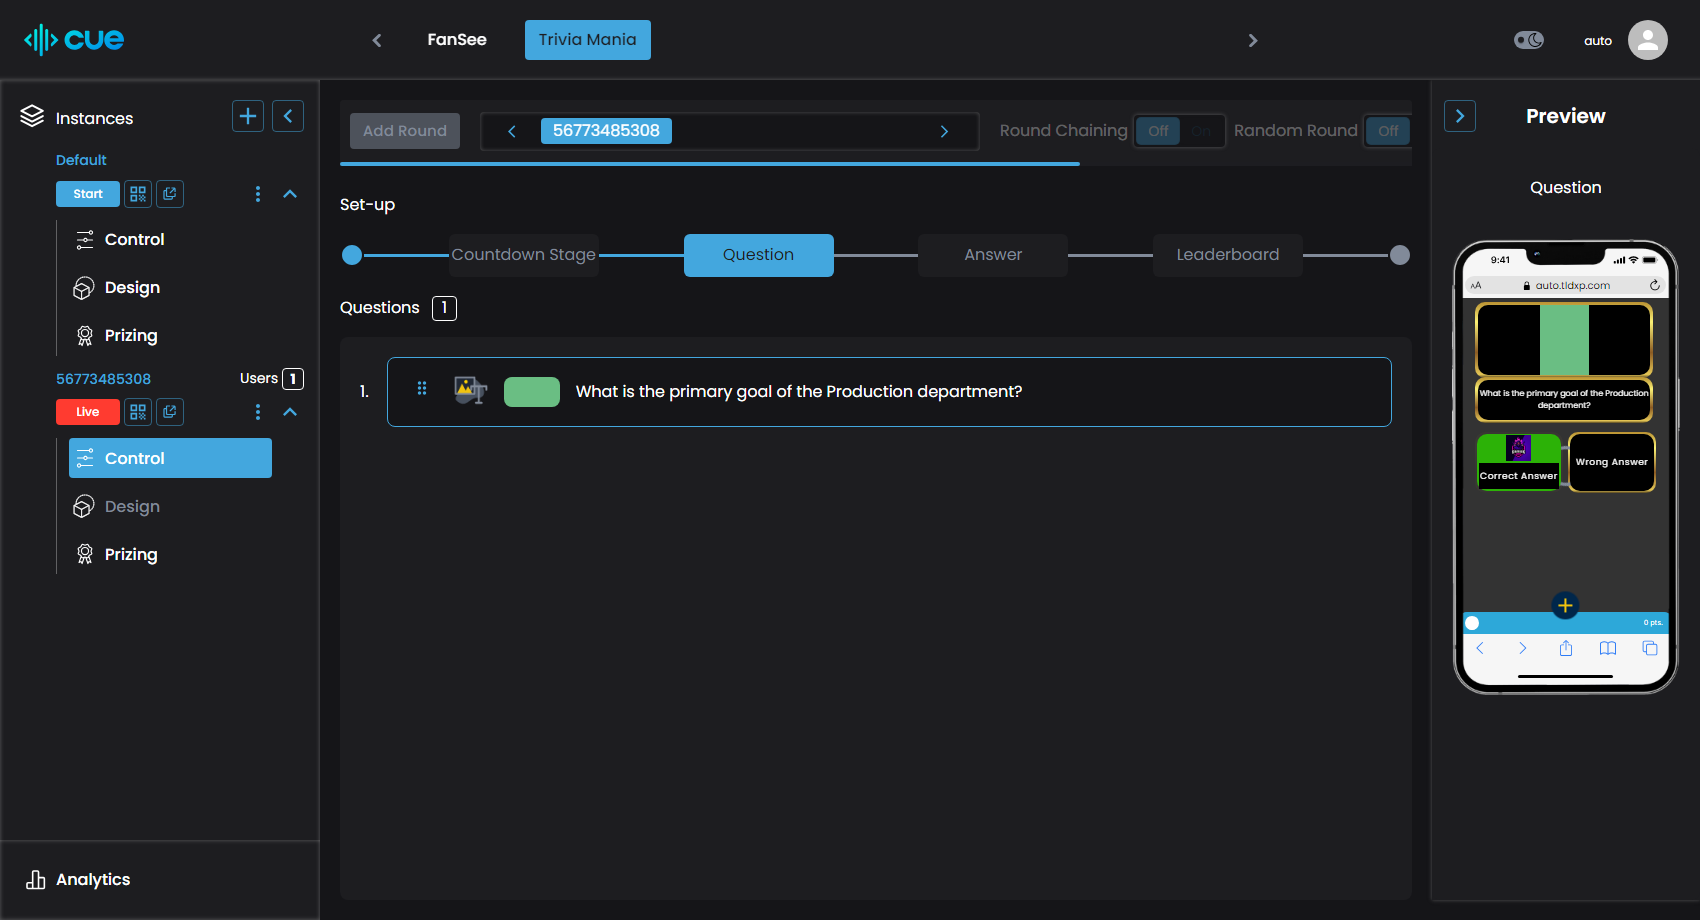 cue
FanSee
Trivia Mania
auto
Instances
Default
Start
Control
Design
Prizing
56773485308
Users 1
Live
Control
Design
Prizing
Analytics
Add Round
56773485308
Round Chaining
Off
On
Random Round
Off
Set-up
Countdown Stage
Question
Answer
Leaderboard
Questions 1
1.
What is the primary goal of the Production department?
Preview
Question
9:41
AA
auto.tldxp.com
What is the primary goal of the Production
department?
Correct Answer
Wrong Answer
0 pts.